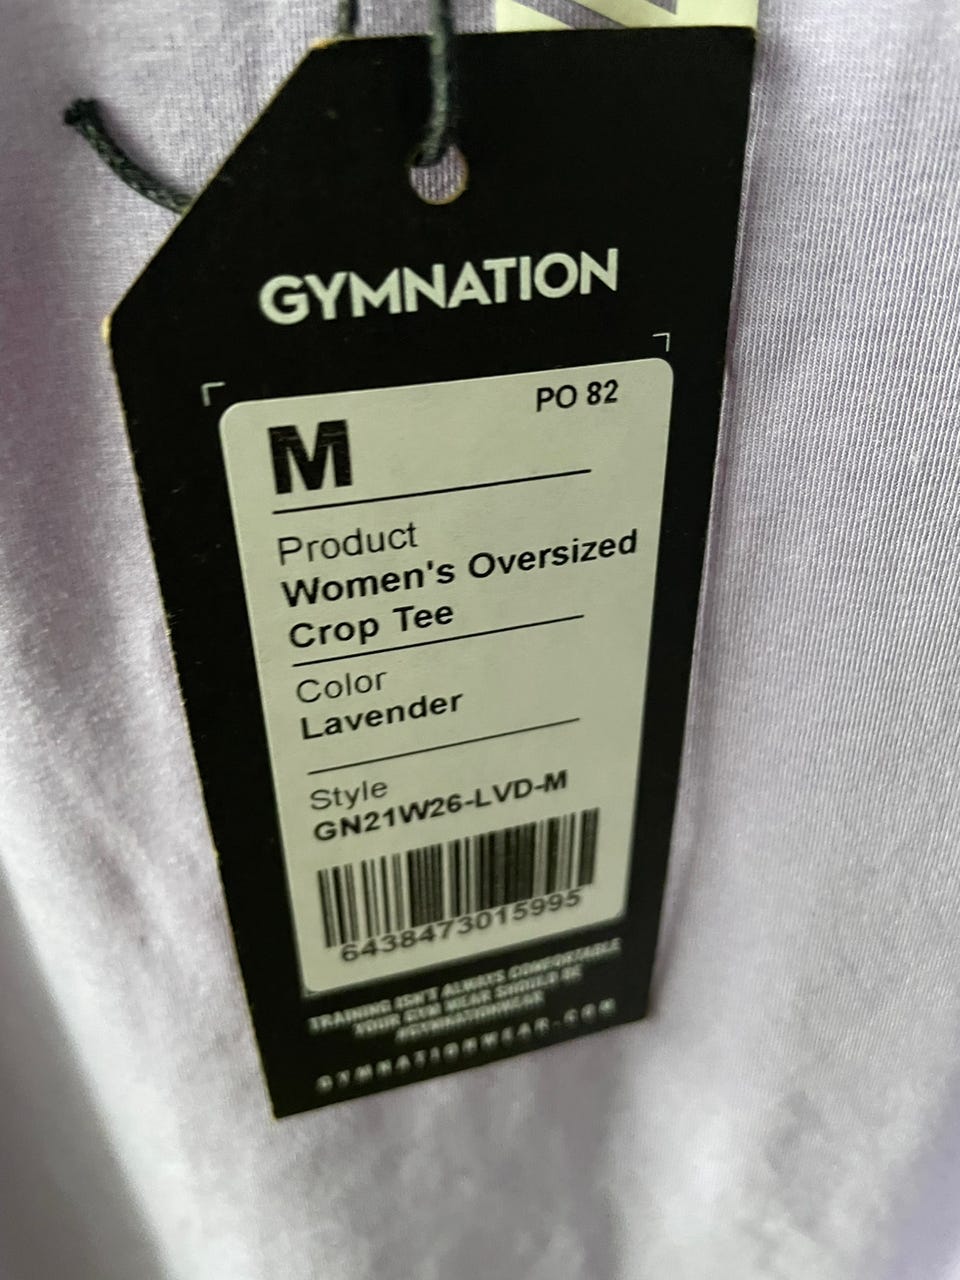 GYMNATION
PO 82
M
Product
Women's Oversized
Crop Tee
Color
Lavender
Style
GN21W26-LVD-M
6438473015995
TRAINING ISN'T ALWAYS COMFORTABLE
YOUR GYM WEAR SHOULD BE
#GYMNATIONWEAR
GYMNATIONWEAR.COM